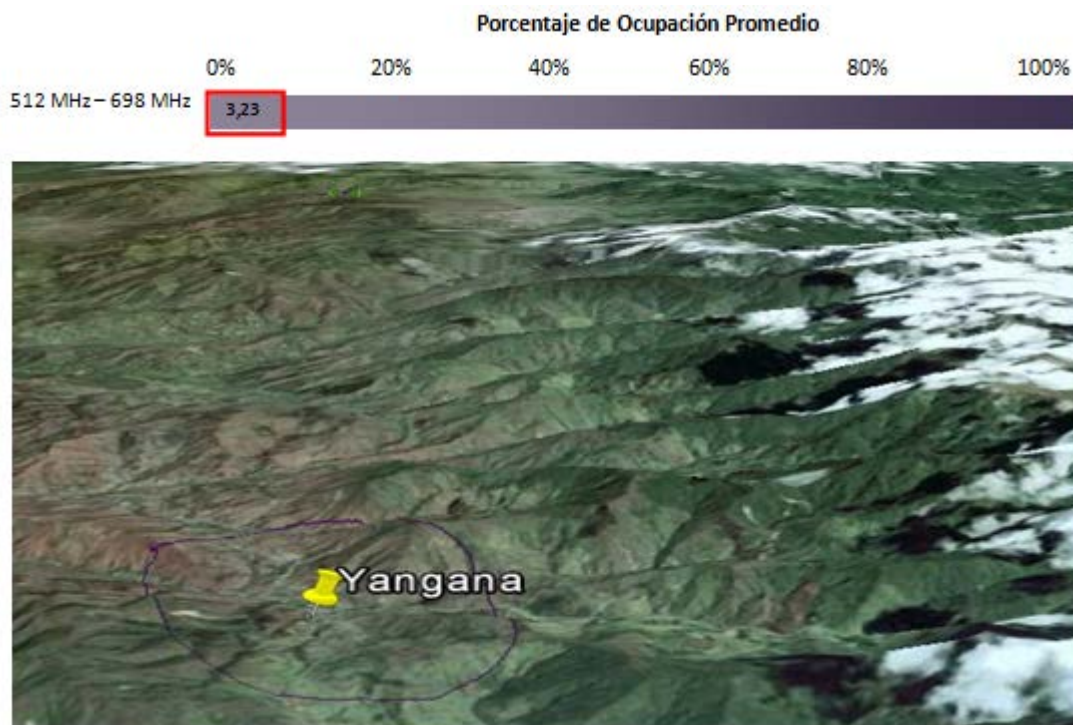 Porcentaje de Ocupación Promedio
0% 20% 40% 60% 80% 100%
512 MHz – 698 MHz 3,23
Yangana